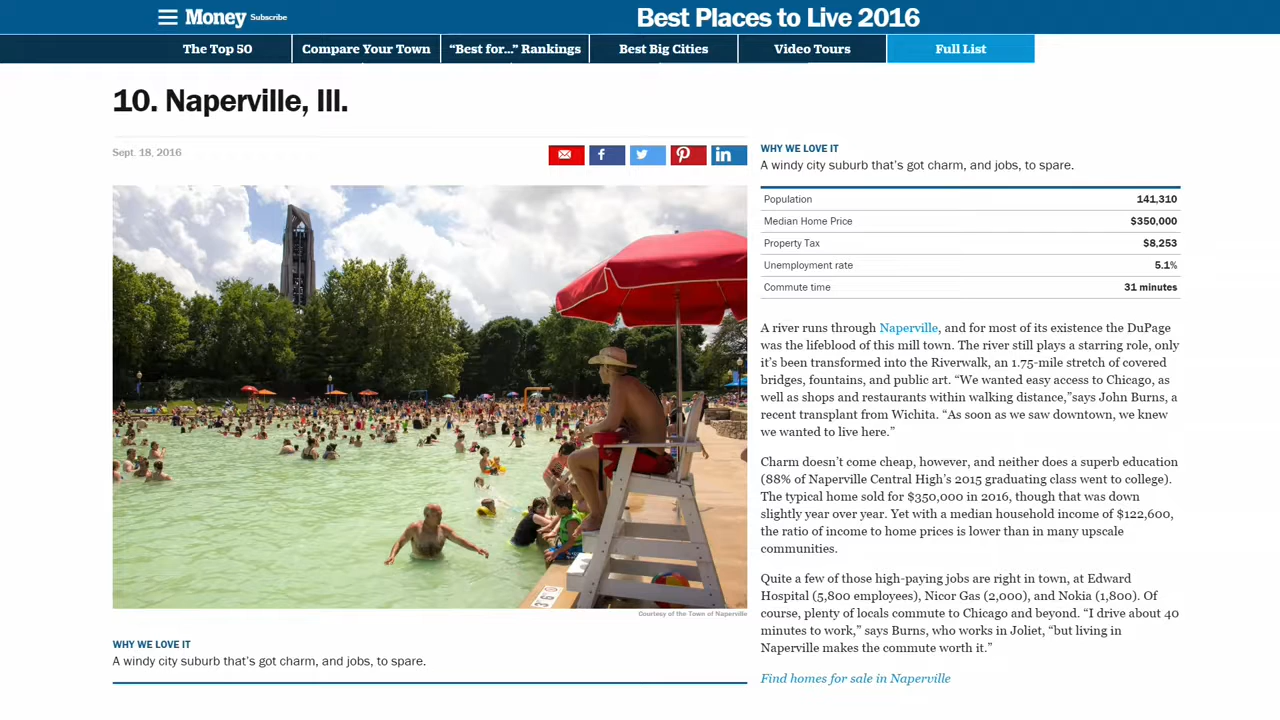 Money Subscribe
Best Places to Live 2016
The Top 50
Compare Your Town
“Best for...” Rankings
Best Big Cities
Video Tours
Full List
10. Naperville, Ill.
Sept. 18, 2016
f
in
36
Courtesy of the Town of Naperville
WHY WE LOVE IT
A windy city suburb that’s got charm, and jobs, to spare.
WHY WE LOVE IT
A windy city suburb that’s got charm, and jobs, to spare.
Population 141,310
Median Home Price $350,000
Property Tax $8,253
Unemployment rate 5.1%
Commute time 31 minutes
A river runs through Naperville, and for most of its existence the DuPage
was the lifeblood of this mill town. The river still plays a starring role, only
it’s been transformed into the Riverwalk, an 1.75-mile stretch of covered
bridges, fountains, and public art. “We wanted easy access to Chicago, as
well as shops and restaurants within walking distance,”says John Burns, a
recent transplant from Wichita. “As soon as we saw downtown, we knew
we wanted to live here.”
Charm doesn’t come cheap, however, and neither does a superb education
(88% of Naperville Central High’s 2015 graduating class went to college).
The typical home sold for $350,000 in 2016, though that was down
slightly year over year. Yet with a median household income of $122,600,
the ratio of income to home prices is lower than in many upscale
communities.
Quite a few of those high-paying jobs are right in town, at Edward
Hospital (5,800 employees), Nicor Gas (2,000), and Nokia (1,800). Of
course, plenty of locals commute to Chicago and beyond. “I drive about 40
minutes to work,” says Burns, who works in Joliet, “but living in
Naperville makes the commute worth it.”
Find homes for sale in Naperville